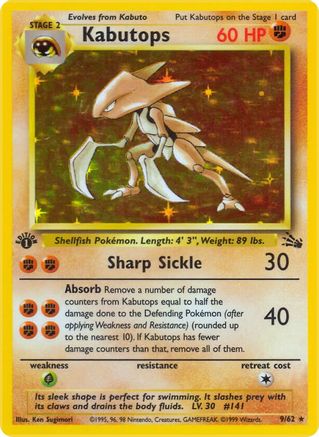 Evolves from Kabuto
Put Kabutops on the Stage 1 card
STAGE 2
Kabutops
60 HP
EDITION
1
Shellfish Pokémon. Length: 4' 3", Weight: 89 lbs.
Sharp Sickle 30
Absorb Remove a number of damage
counters from Kabutops equal to half the
damage done to the Defending Pokémon (after
applying Weakness and Resistance) (rounded up
to the nearest 10). If Kabutops has fewer
damage counters than that, remove all of them.
40
weakness
resistance
retreat cost
Its sleek shape is perfect for swimming. It slashes prey with
its claws and drains the body fluids. LV. 30 #141
Illus. Ken Sugimori
©1995, 96, 98 Nintendo, Creatures, GAMEFREAK. ©1999 Wizards.
9/62 ★